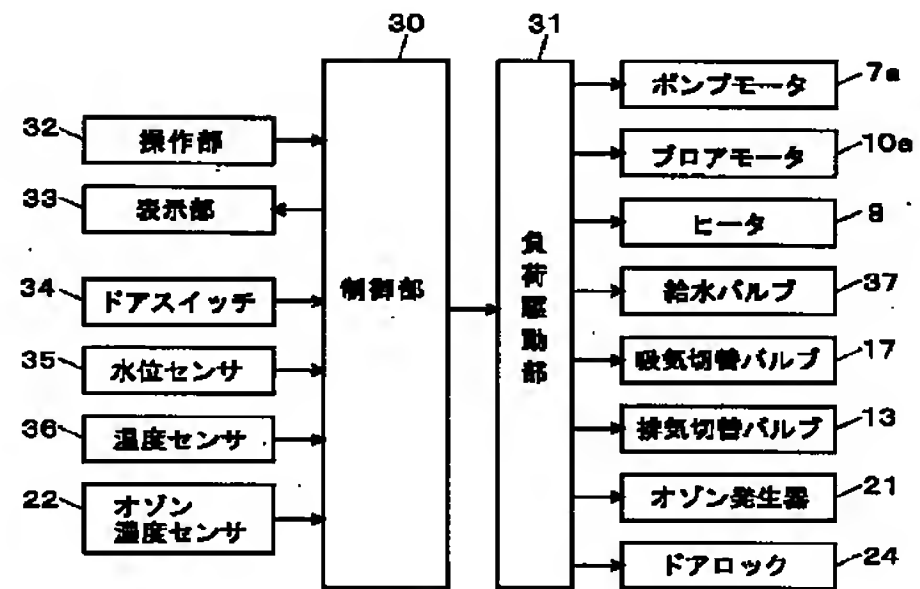 30
31
32
操作部
33
表示部
34
ドアスイッチ
35
水位センサ
36
温度センサ
22
オゾン
濃度センサ
制御部
負荷駆動部
ポンプモータ
7a
ブロアモータ
10a
ヒータ
9
給水バルブ
37
吸気切替バルブ
17
排気切替バルブ
13
オゾン発生器
21
ドアロック
24